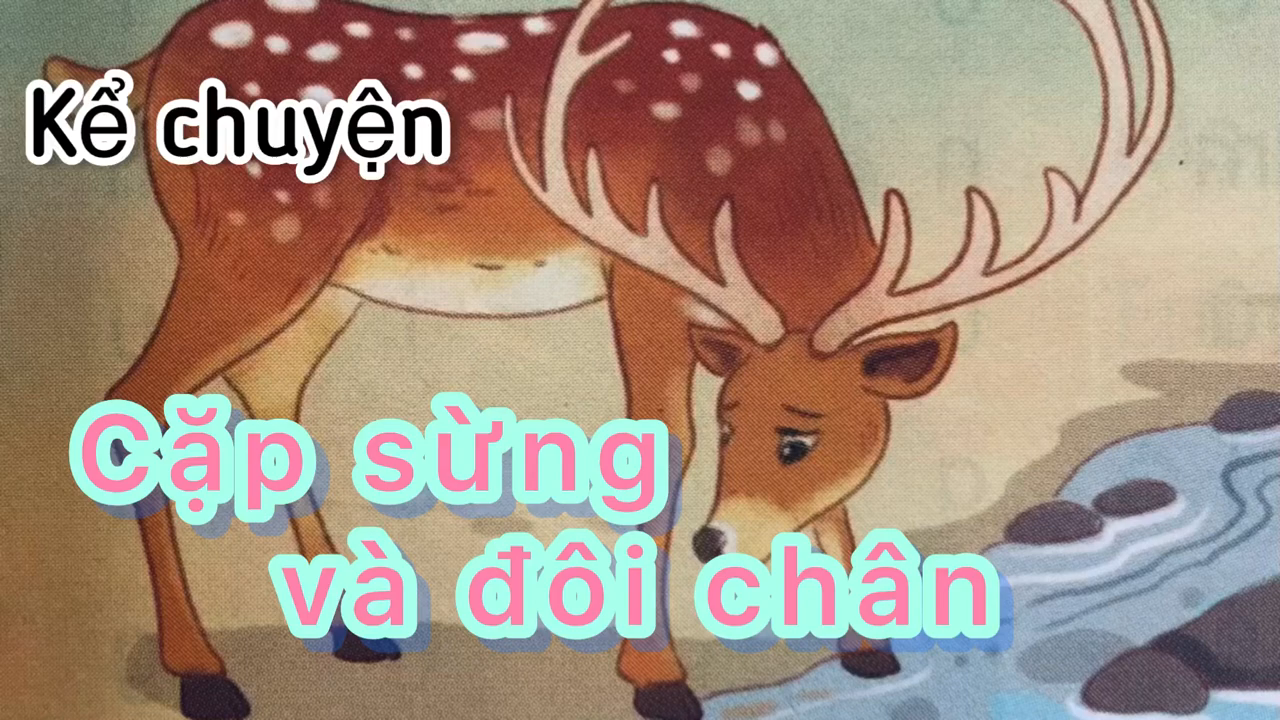 Kể chuyện
Cặp sừng
và đôi chân